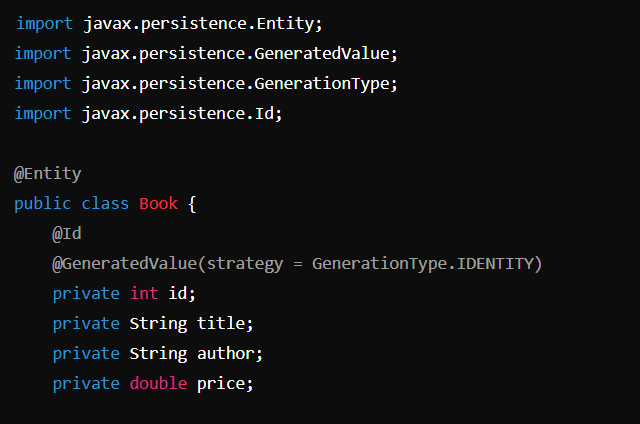 import javax.persistence.Entity;
import javax.persistence.GeneratedValue;
import javax.persistence.GenerationType;
import javax.persistence.Id;
@Entity
public class Book {
@Id
@GeneratedValue(strategy = GenerationType.IDENTITY)
private int id;
private String title;
private String author;
private double price;